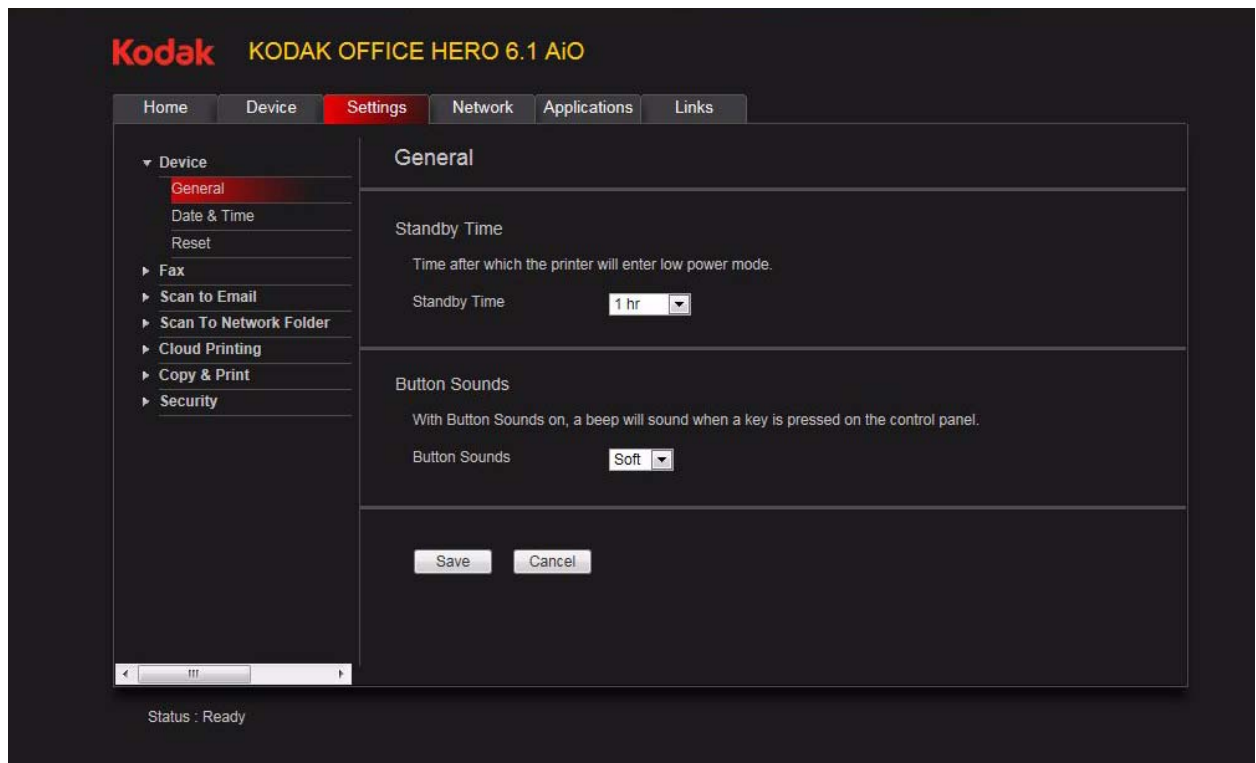 Kodak KODAK OFFICE HERO 6.1 AiO
Home Device Settings Network Applications Links
Device
General
Date & Time
Reset
Fax
Scan to Email
Scan To Network Folder
Cloud Printing
Copy & Print
Security
General
Standby Time
Time after which the printer will enter low power mode.
Standby Time 1 hr
Button Sounds
With Button Sounds on, a beep will sound when a key is pressed on the control panel.
Button Sounds Soft
Save Cancel
Status : Ready